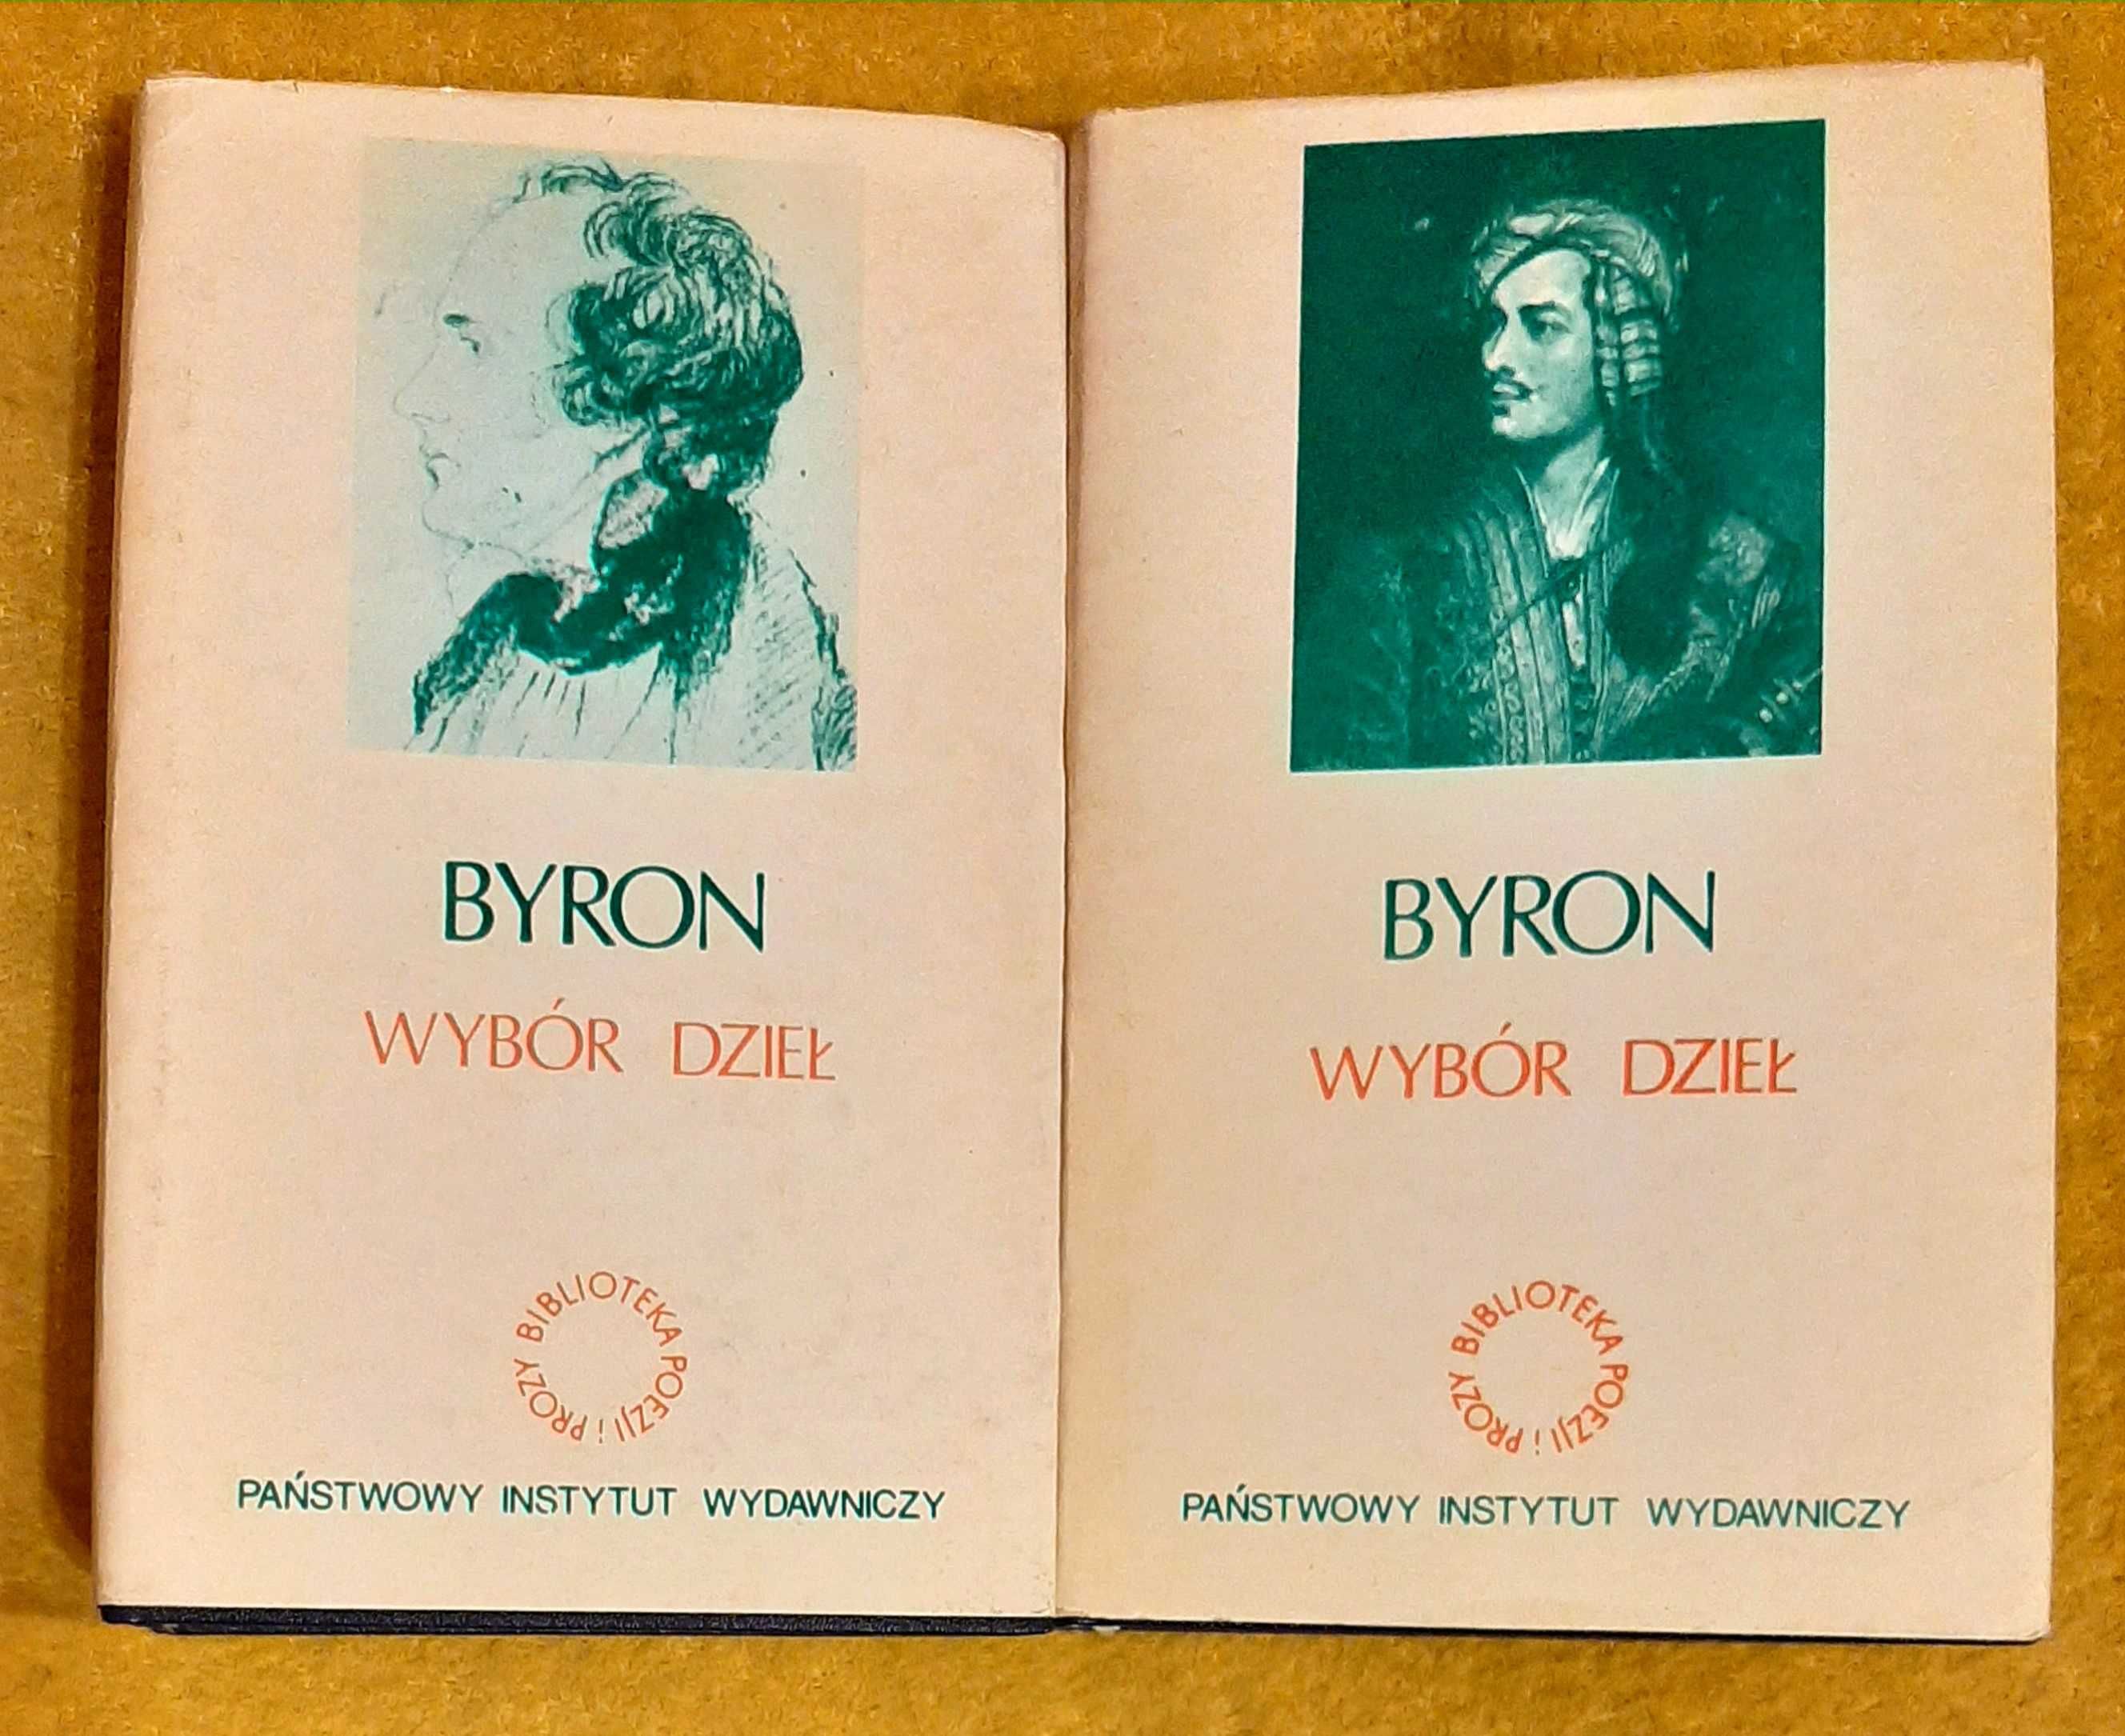 BYRON
WYBÓR DZIEŁ
BIBLIOTEKA POEZJI i PROZY
PAŃSTWOWY INSTYTUT WYDAWNICZY
BYRON
WYBÓR DZIEŁ
BIBLIOTEKA POEZJI i PROZY
PAŃSTWOWY INSTYTUT WYDAWNICZY